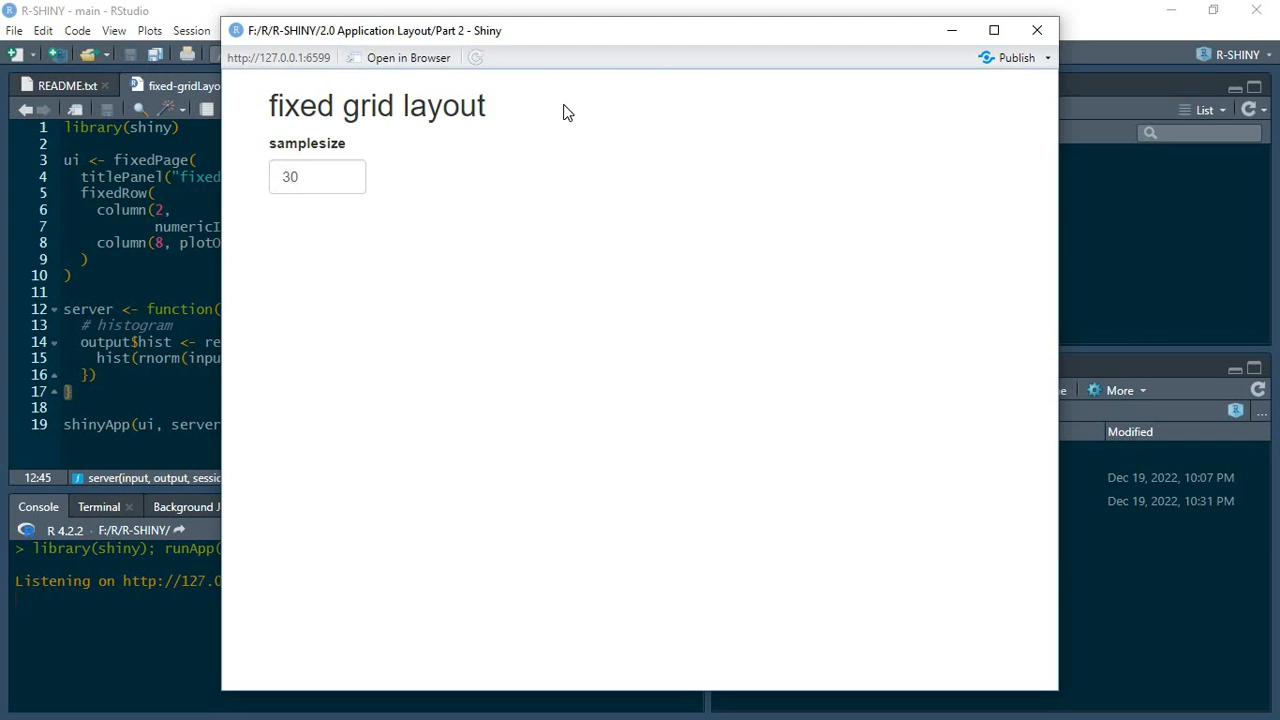 R-SHINY - main - RStudio
File Edit Code View Plots Session
F:/R/R-SHINY/2.0 Application Layout/Part 2 - Shiny
http://127.0.0.1:6599 Open in Browser Publish
R-SHINY
README.txt fixed-gridLayo
List
fixed grid layout
samplesize
30
1 library(shiny)
2
3 ui <- fixedPage(
4 titlePanel("fixed
5 fixedRow(
6 column(2,
7 numericI
8 column(8, plotO
9 )
10 )
11
12 server <- function(
13 # histogram
14 output$hist <- re
15 hist(rnorm(inpu
16 })
17 }
18
19 shinyApp(ui, server
12:45 server(input, output, sessic
Console Terminal Background J
R 4.2.2 · F:/R/R-SHINY/
> library(shiny); runApp(
Listening on http://127.0
e More
...
Modified
Dec 19, 2022, 10:07 PM
Dec 19, 2022, 10:31 PM